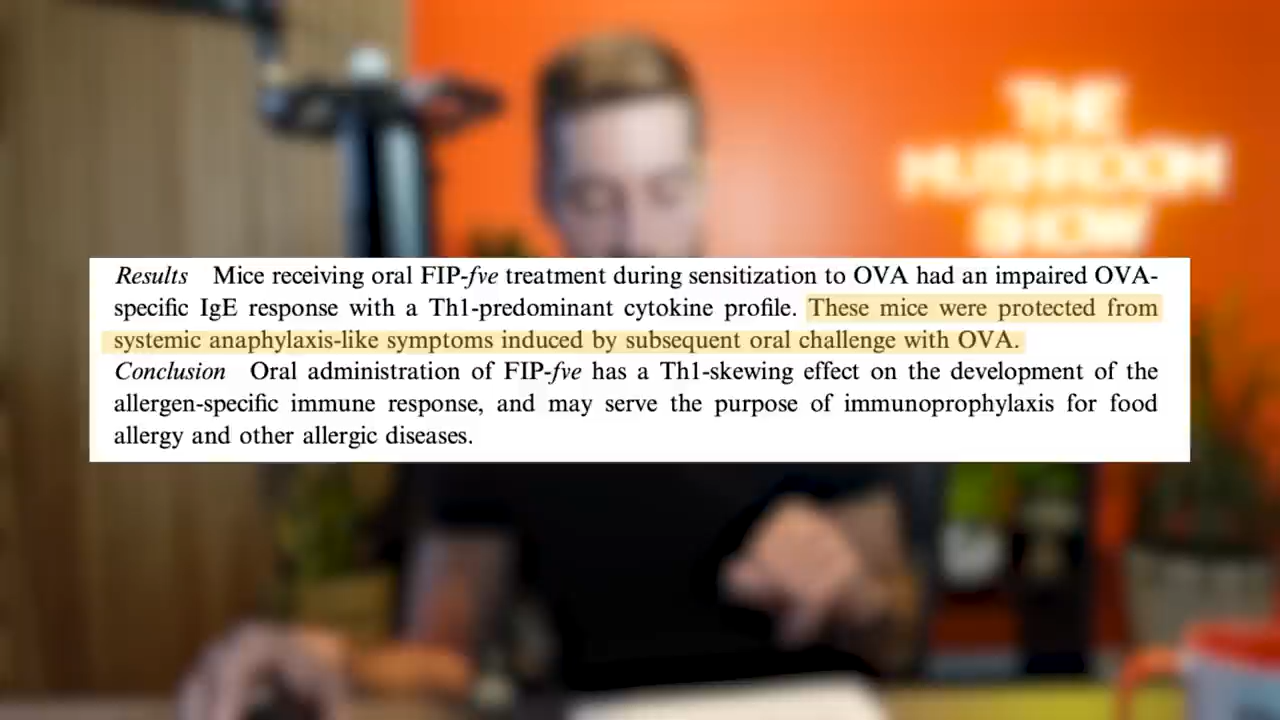 THE
MUSHROOM
SHOW
Results Mice receiving oral FIP-fve treatment during sensitization to OVA had an impaired OVA-
specific IgE response with a Th1-predominant cytokine profile. These mice were protected from
systemic anaphylaxis-like symptoms induced by subsequent oral challenge with OVA.
Conclusion Oral administration of FIP-fve has a Th1-skewing effect on the development of the
allergen-specific immune response, and may serve the purpose of immunoprophylaxis for food
allergy and other allergic diseases.